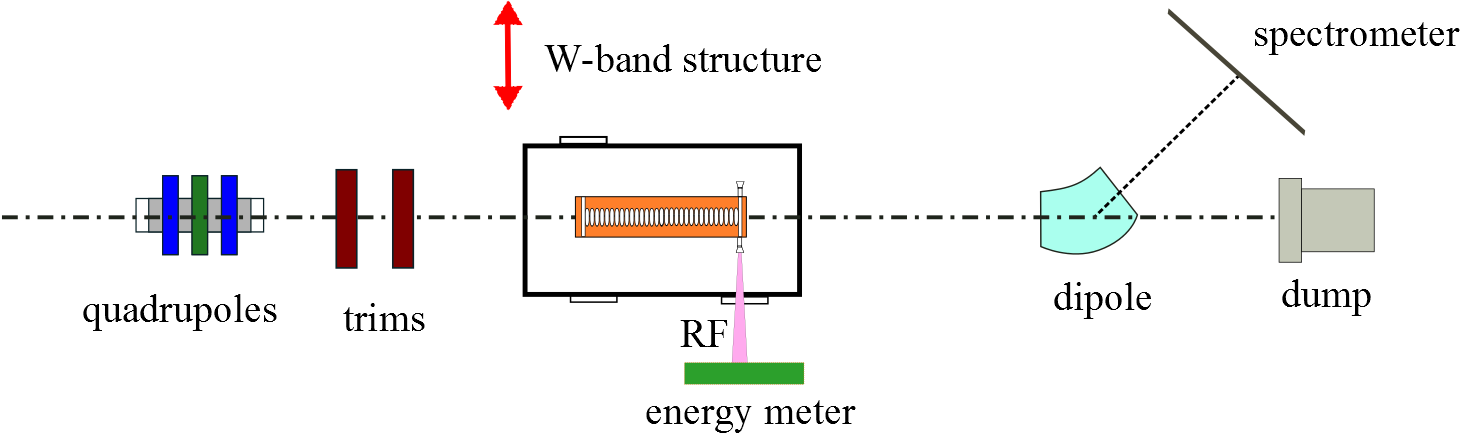 spectrometer
W-band structure
quadrupoles
trims
RF
dipole
dump
energy meter